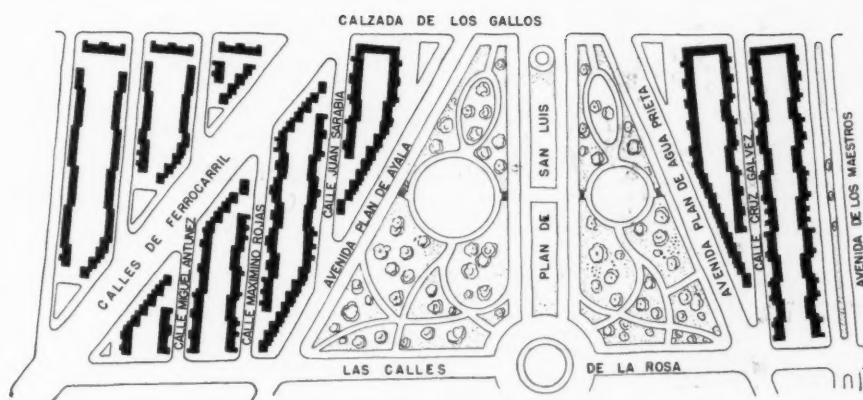 CALZADA DE LOS GALLOS
CALLES DE FERROCARRIL
CALLE MIGUEL ANTUNEZ
CALLE MAXIMINO ROJAS
CALLE JUAN SARABIA
AVENIDA PLAN DE AYALA
PLAN DE SAN LUIS
AVENIDA PLAN DE AGUA PRIETA
CALLE CRUZ GALVEZ
AVENIDA DE LOS MAESTROS
LAS CALLES DE LA ROSA